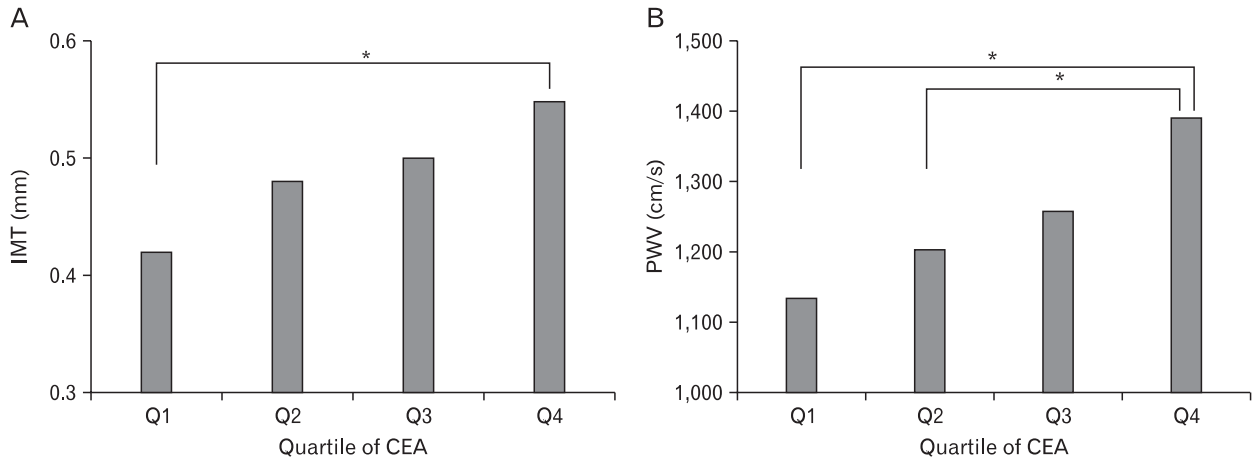 A
0.6
0.5
0.4
0.3
IMT (mm)
*
Q1 Q2 Q3 Q4
Quartile of CEA
B
1,500
1,400
1,300
1,200
1,100
1,000
PWV (cm/s)
*
*
Q1 Q2 Q3 Q4
Quartile of CEA